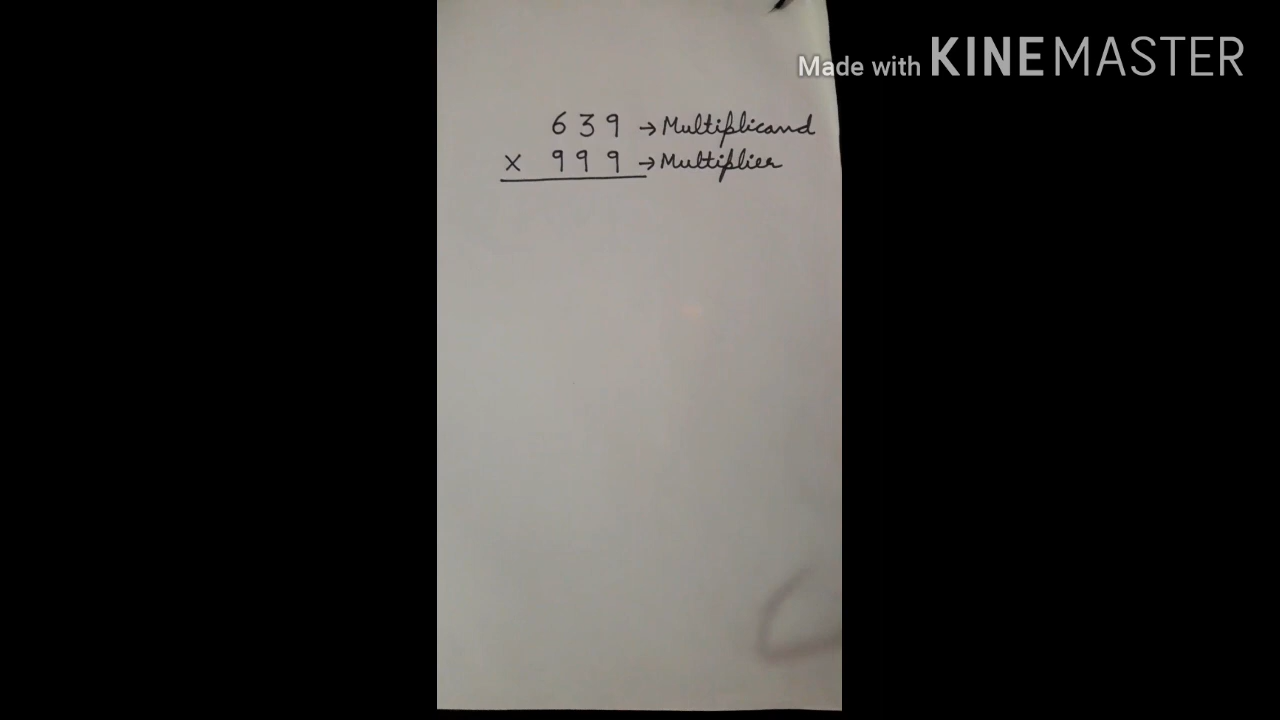 Made with KINEMASTER
639 → Multiplicand
× 999 → Multiplier